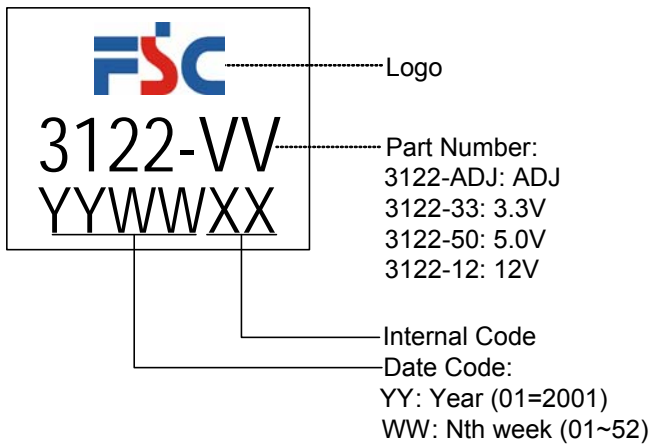 FSC
Logo
3122-VV
Part Number:
3122-ADJ: ADJ
3122-33: 3.3V
3122-50: 5.0V
3122-12: 12V
YYWWXX
Internal Code
Date Code:
YY: Year (01=2001)
WW: Nth week (01~52)